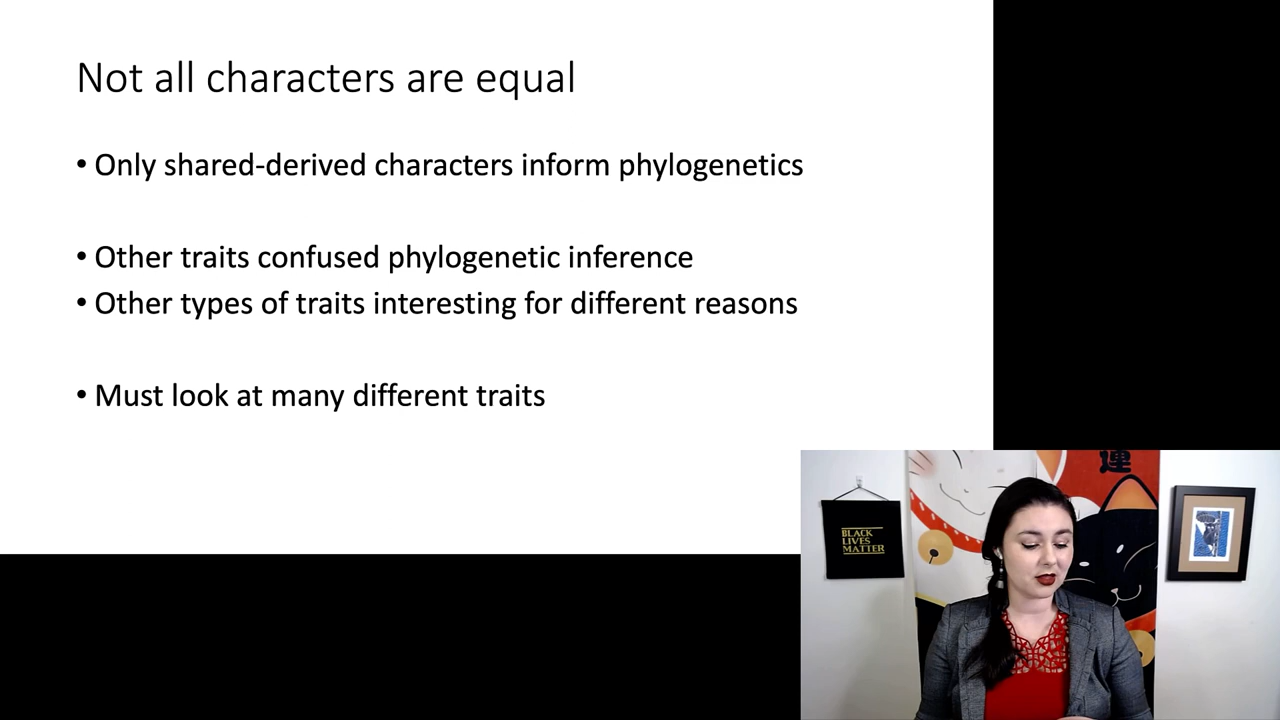 Not all characters are equal
• Only shared-derived characters inform phylogenetics
• Other traits confused phylogenetic inference
• Other types of traits interesting for different reasons
• Must look at many different traits
運
BLACK
LIVES
MATTER